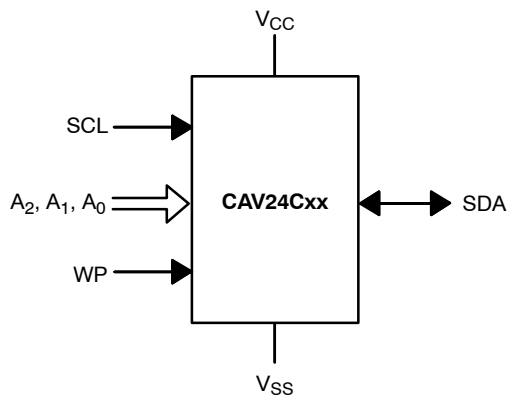 V_CC
SCL
A_2, A_1, A_0
CAV24Cxx
SDA
WP
V_SS